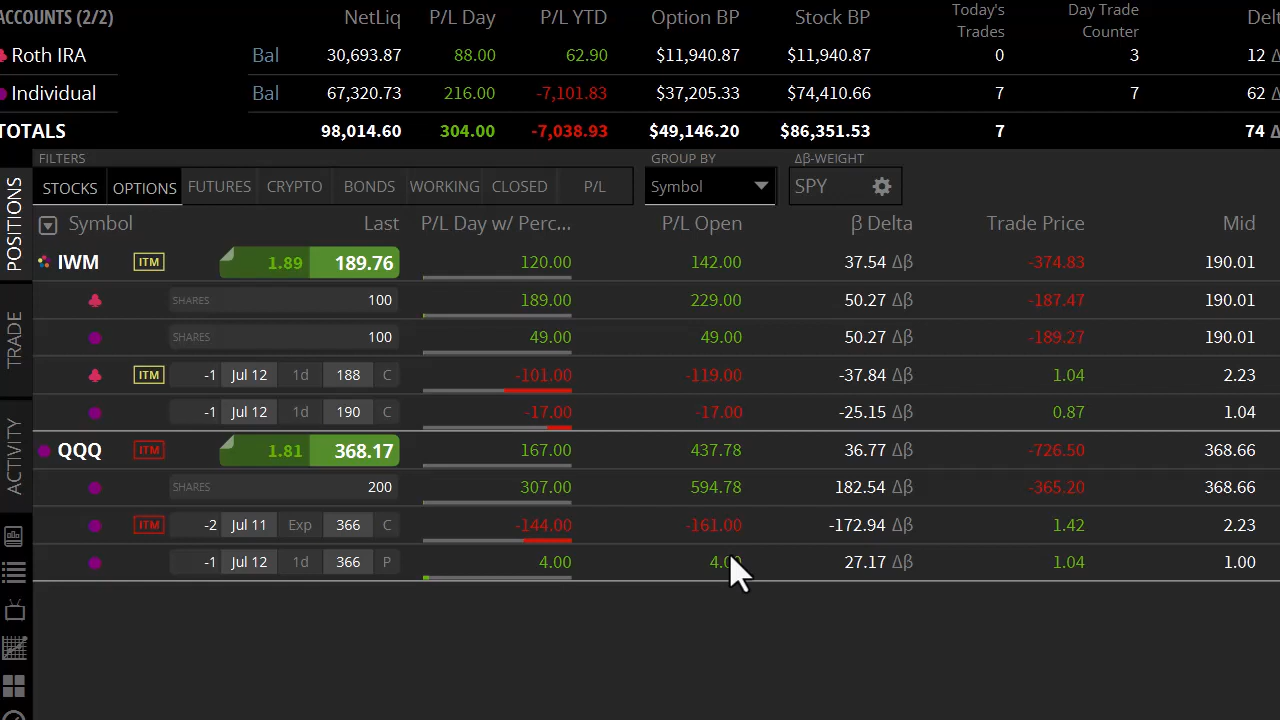 ACCOUNTS (2/2) NetLiq P/L Day P/L YTD Option BP Stock BP Today's Trades Day Trade Counter
Roth IRA Bal 30,693.87 88.00 62.90 $11,940.87 $11,940.87 0 3 12 Δ
Individual Bal 67,320.73 216.00 -7,101.83 $37,205.33 $74,410.66 7 7 62 Δ
TOTALS 98,014.60 304.00 -7,038.93 $49,146.20 $86,351.53 7 74 Δ
FILTERS GROUP BY Δβ-WEIGHT
STOCKS OPTIONS FUTURES CRYPTO BONDS WORKING CLOSED P/L Symbol SPY
POSITIONS
TRADE
ACTIVITY
Symbol Last P/L Day w/ Perc... P/L Open β Delta Trade Price Mid
IWM ITM 1.89 189.76 120.00 142.00 37.54 Δβ -374.83 190.01
SHARES 100 189.00 229.00 50.27 Δβ -187.47 190.01
SHARES 100 49.00 49.00 50.27 Δβ -189.27 190.01
ITM -1 Jul 12 1d 188 C -101.00 -119.00 -37.84 Δβ 1.04 2.23
-1 Jul 12 1d 190 C -17.00 -17.00 -25.15 Δβ 0.87 1.04
QQQ ITM 1.81 368.17 167.00 437.78 36.77 Δβ -726.50 368.66
SHARES 200 307.00 594.78 182.54 Δβ -365.20 368.66
ITM -2 Jul 11 Exp 366 C -144.00 -161.00 -172.94 Δβ 1.42 2.23
-1 Jul 12 1d 366 P 4.00 27.17 Δβ 1.04 1.00